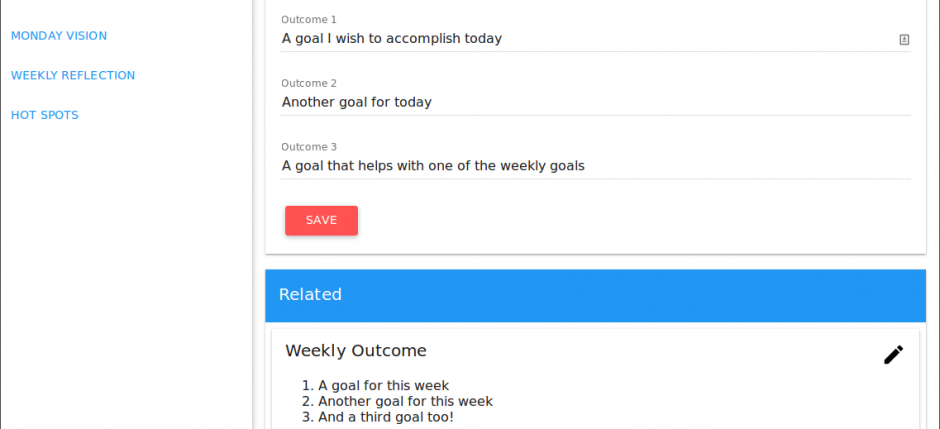 MONDAY VISION
WEEKLY REFLECTION
HOT SPOTS
Outcome 1
A goal I wish to accomplish today
Outcome 2
Another goal for today
Outcome 3
A goal that helps with one of the weekly goals
SAVE
Related
Weekly Outcome
1. A goal for this week
2. Another goal for this week
3. And a third goal too!